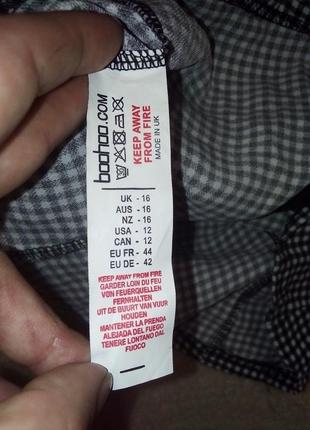 boohoo.com
KEEP AWAY
FROM FIRE
MADE IN UK
UK - 16
AUS - 16
NZ - 16
USA - 12
CAN - 12
EU FR - 44
EU DE - 42
KEEP AWAY FROM FIRE
GARDER LOIN DU FEU
VON FEUERQUELLEN
FERNHALTEN
UIT DE BUURT VAN VUUR
HOUDEN
MANTENER LA PRENDA
ALEJADA DEL FUEGO
TENERE LONTANO DAL
FUOCO